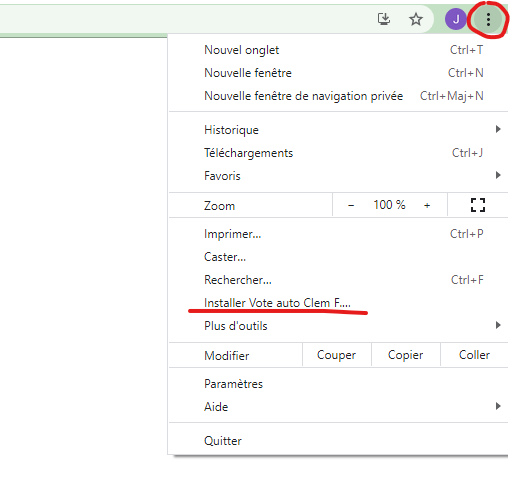 J
Nouvel onglet Ctrl+T
Nouvelle fenêtre Ctrl+N
Nouvelle fenêtre de navigation privée Ctrl+Maj+N
Historique
Téléchargements Ctrl+J
Favoris
Zoom − 100 % +
Imprimer... Ctrl+P
Caster...
Rechercher... Ctrl+F
Installer Vote auto Clem F....
Plus d'outils
Modifier Couper Copier Coller
Paramètres
Aide
Quitter